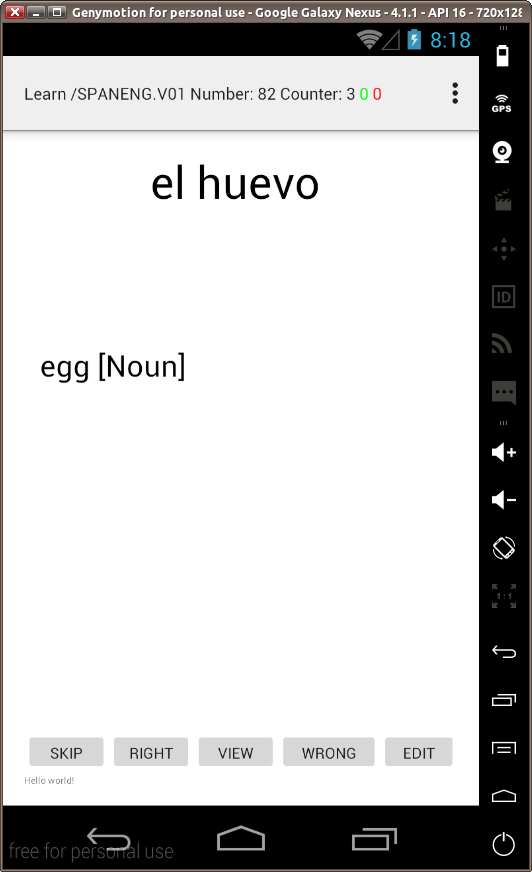 Genymotion for personal use - Google Galaxy Nexus - 4.1.1 - API 16 - 720x128
8:18
Learn /SPANENG.V01 Number: 82 Counter: 3 0 0
GPS
el huevo
ID
egg [Noun]
1:1
SKIP RIGHT VIEW WRONG EDIT
Hello world!
free for personal use